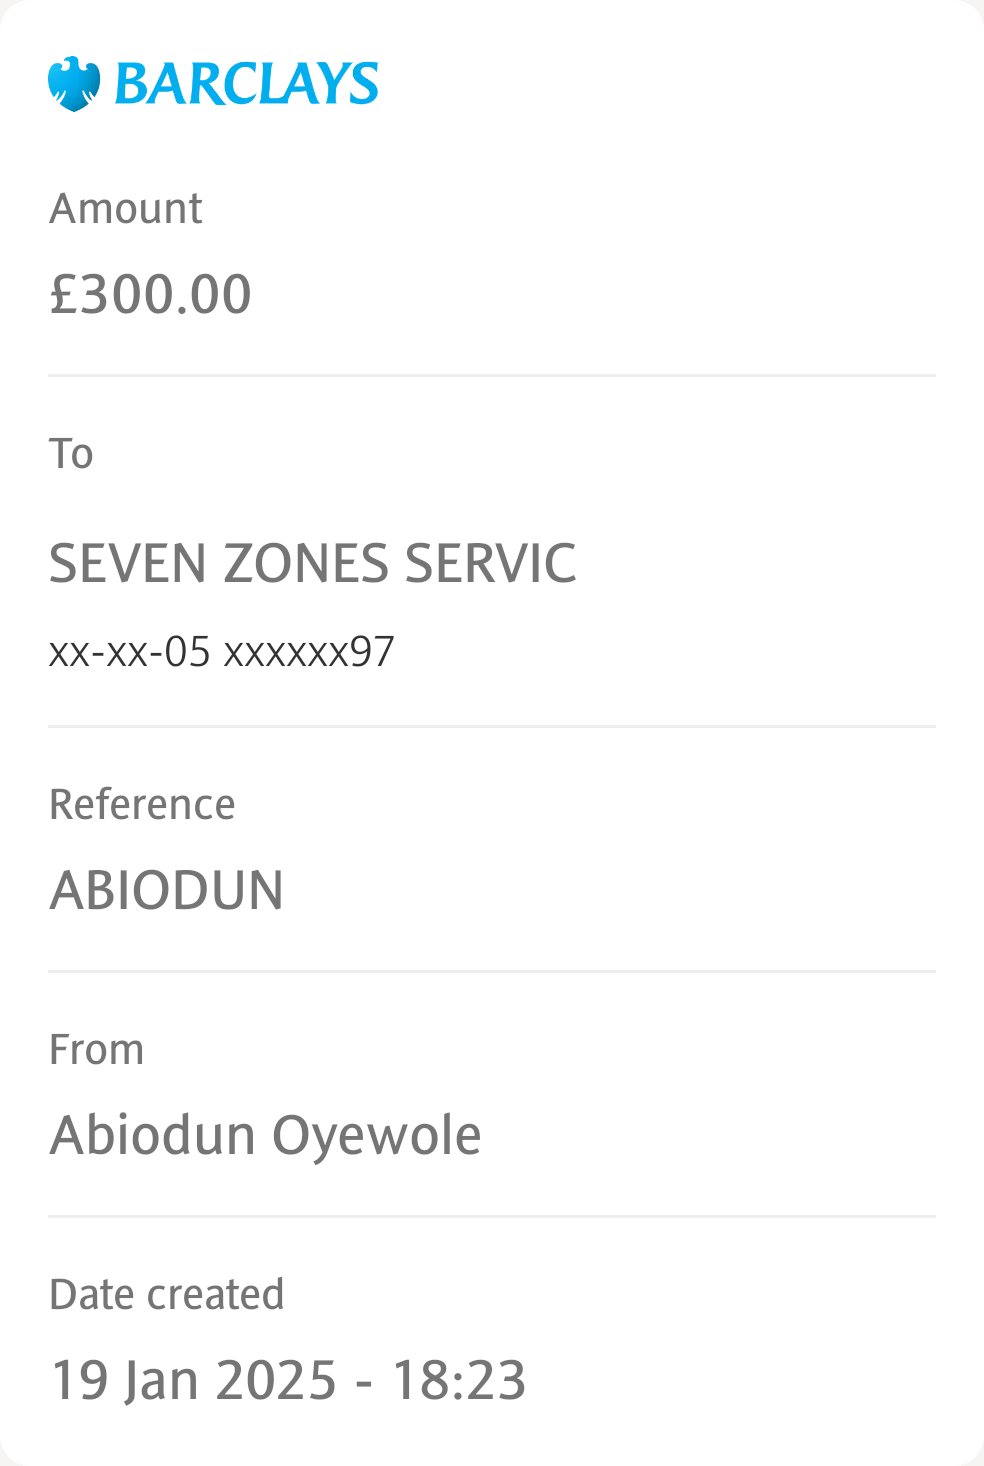 BARCLAYS
Amount
£300.00
To
SEVEN ZONES SERVIC
xx-xx-05 xxxxxx97
Reference
ABIODUN
From
Abiodun Oyewole
Date created
19 Jan 2025 - 18:23